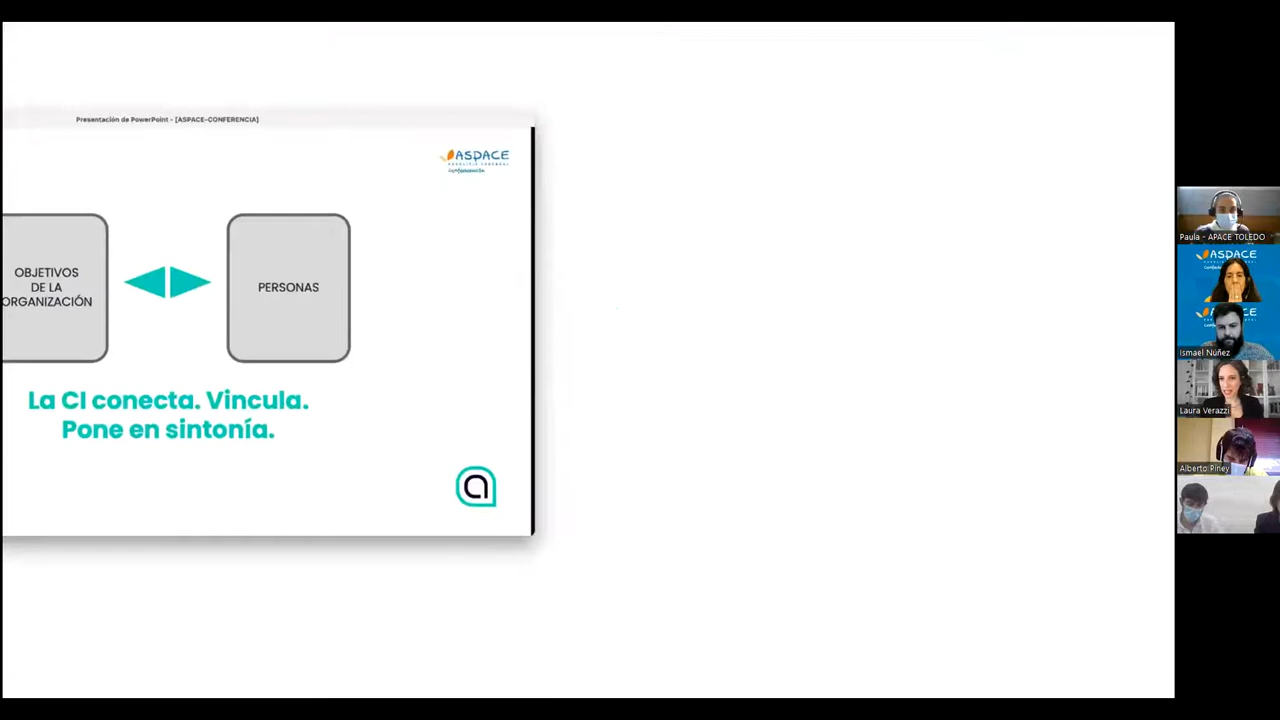 Presentación de PowerPoint - [ASPACE-CONFERENCIA]
ASPACE
OBJETIVOS
DE LA
ORGANIZACIÓN
PERSONAS
La CI conecta. Vincula.
Pone en sintonía.
Paula - APACE TOLEDO
ASPACE
Ismael Núñez
Laura Verazzi
Alberto Piney